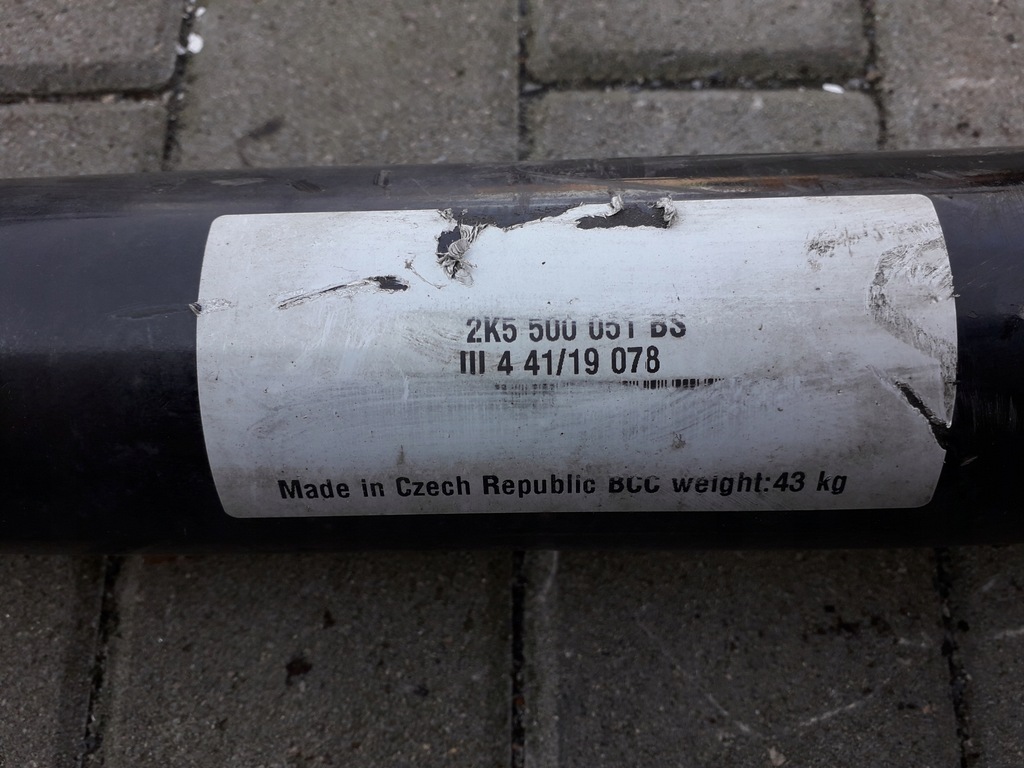 2K5 500 051 BS
III 4 41/19 078
Made in Czech Republic BCC weight:43 kg